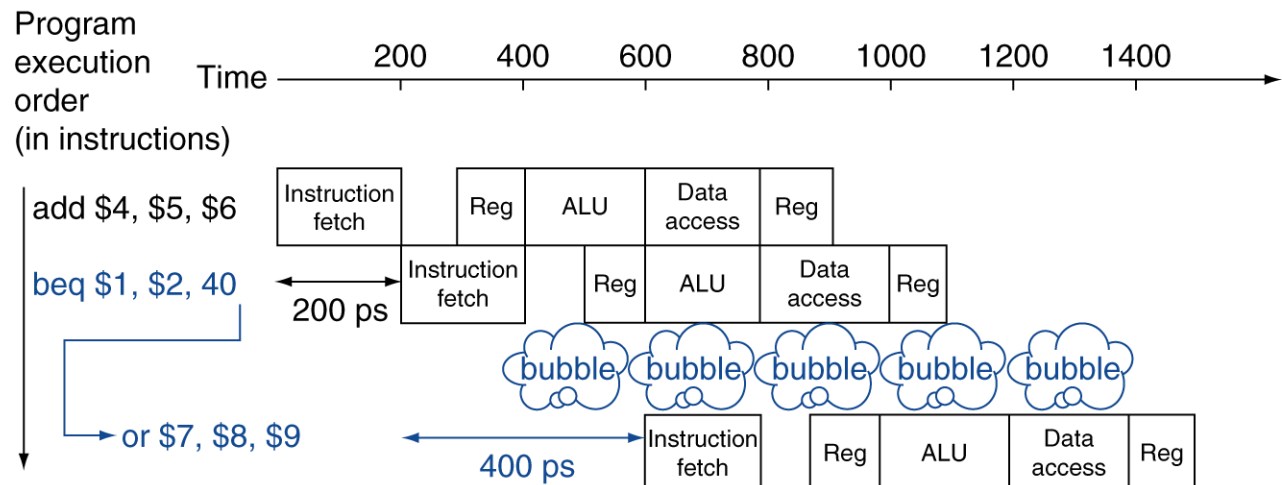 Program
execution
order
(in instructions)
Time
200 400 600 800 1000 1200 1400
add $4, $5, $6
Instruction
fetch
Reg
ALU
Data
access
Reg
beq $1, $2, 40
200 ps
Instruction
fetch
Reg
ALU
Data
access
Reg
bubble bubble bubble bubble bubble
or $7, $8, $9
400 ps
Instruction
fetch
Reg
ALU
Data
access
Reg